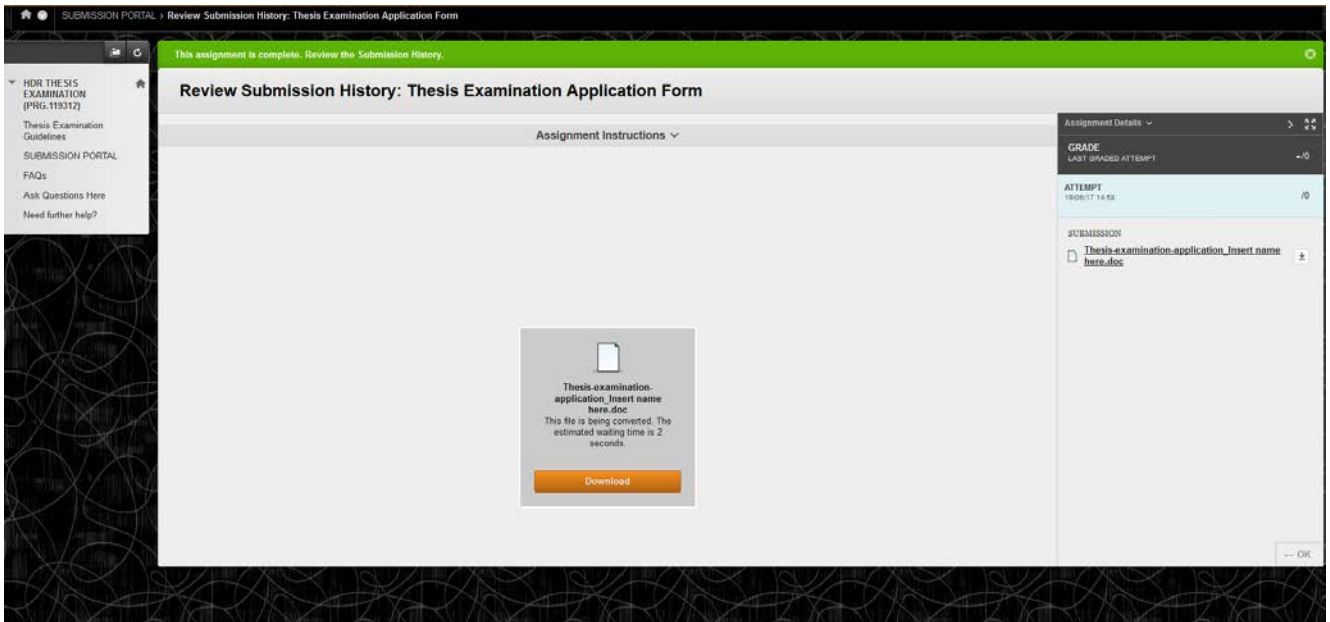 SUBMISSION PORTAL › Review Submission History: Thesis Examination Application Form
HDR THESIS
EXAMINATION
(PRG.119312)
Thesis Examination
Guidelines
SUBMISSION PORTAL
FAQs
Ask Questions Here
Need further help?
This assignment is complete. Review the Submission History.
Review Submission History: Thesis Examination Application Form
Assignment Instructions
Thesis-examination-
application_Insert name
here.doc
This file is being converted. The
estimated waiting time is 2
seconds.
Download
Assignment Details
GRADE
LAST GRADED ATTEMPT
-/0
ATTEMPT
/0
SUBMISSION
Thesis-examination-application_Insert name
here.doc
OK